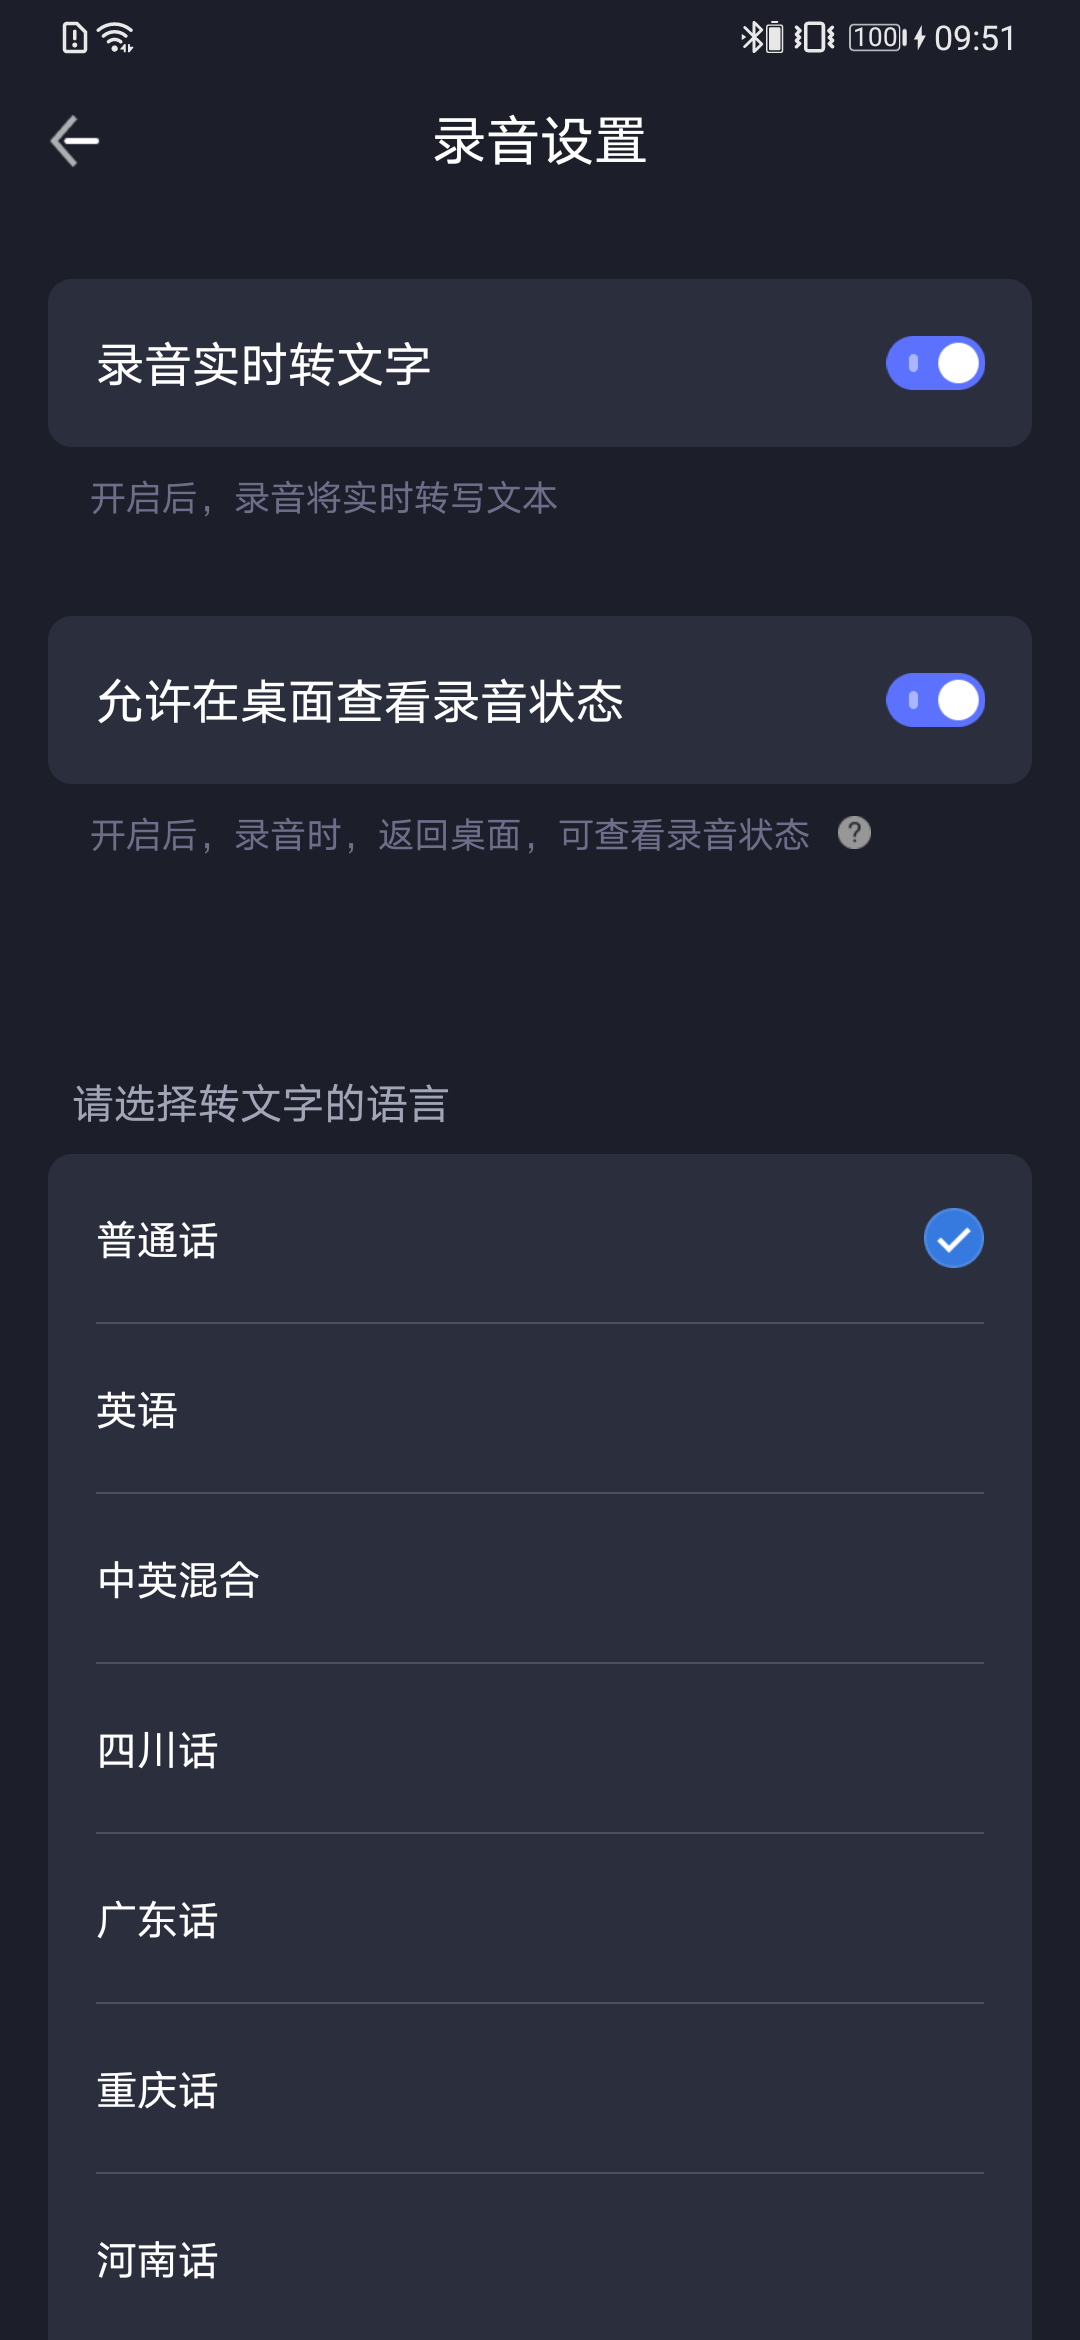 100 09:51
录音设置
录音实时转文字
开启后，录音将实时转写文本
允许在桌面查看录音状态
开启后，录音时，返回桌面，可查看录音状态 ?
请选择转文字的语言
普通话
英语
中英混合
四川话
广东话
重庆话
河南话